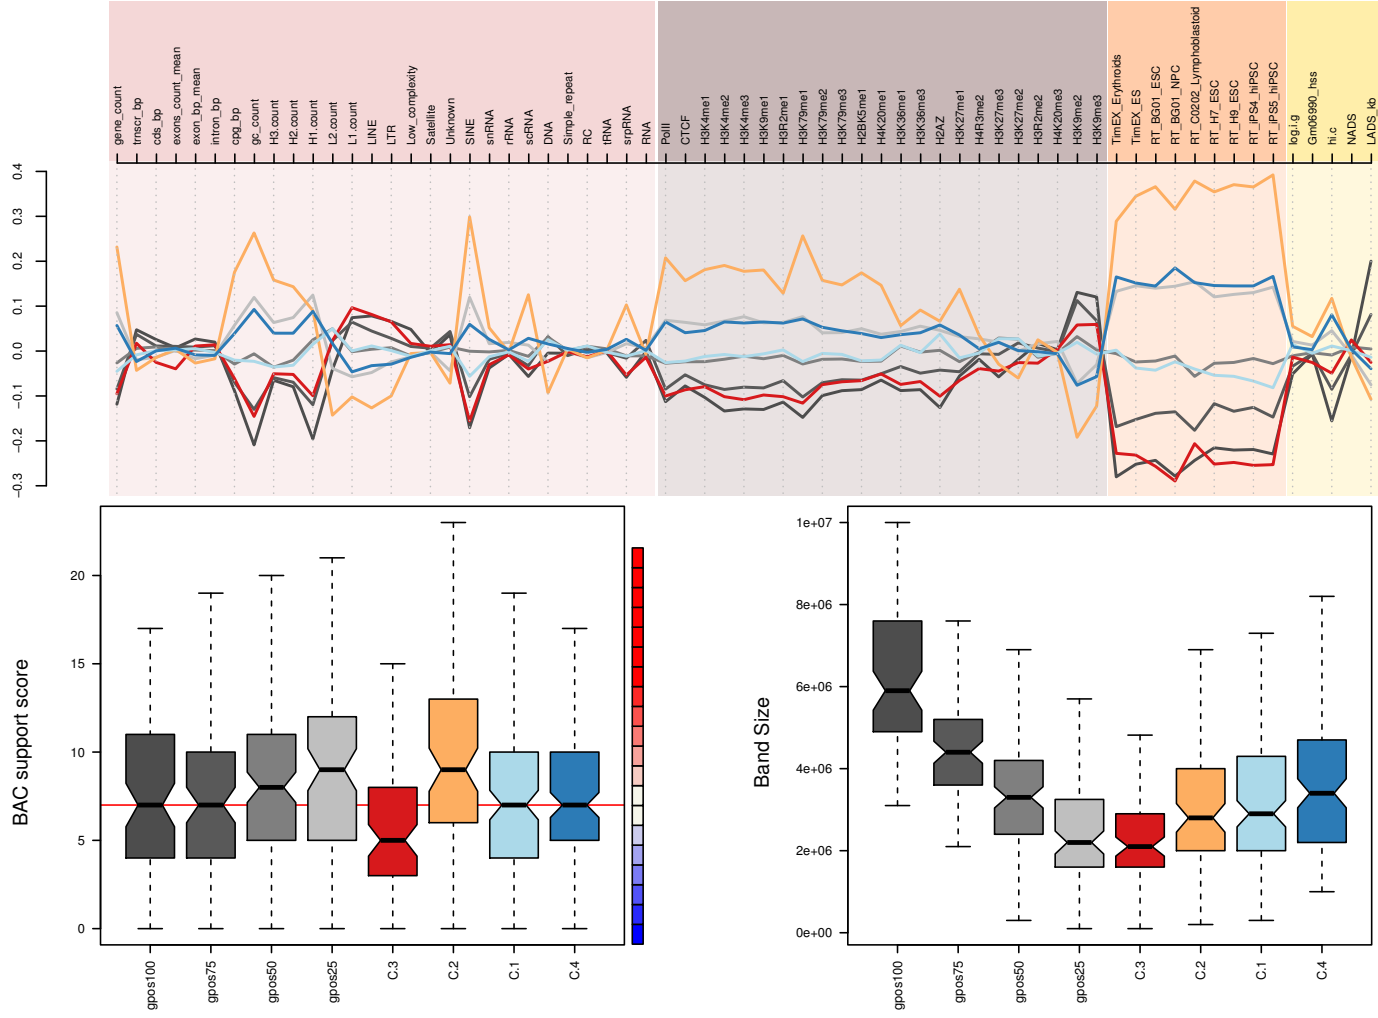 gene_count
trnscr_bp
cds_bp
exons_count_mean
exon_bp_mean
intron_bp
cpg_bp
gc_count
H3.count
H2.count
H1.count
L2.count
L1.count
LINE
LTR
Low_complexity
Satellite
Unknown
SINE
snRNA
rRNA
scRNA
DNA
Simple_repeat
RC
tRNA
srpRNA
RNA
PolII
CTCF
H3K4me1
H3K4me2
H3K4me3
H3K9me1
H3R2me1
H3K79me1
H3K79me2
H3K79me3
H2BK5me1
H4K20me1
H3K36me1
H3K36me3
H2AZ
H3K27me1
H4R3me2
H3K27me3
H3K27me2
H3R2me2
H4K20me3
H3K9me2
H3K9me3
TimEX_Erythroids
TimEX_ES
RT_BG01_ESC
RT_BG01_NPC
RT_C0202_Lymphoblastoid
RT_H7_ESC
RT_H9_ESC
RT_iPS4_hiPSC
RT_iPS5_hiPSC
log.i.g
Gm06990_hss
hi.c
NADS
LADS_kb
0.4
0.3
0.2
0.1
0.0
−0.1
−0.2
−0.3
BAC support score
20
15
10
5
0
gpos100
gpos75
gpos50
gpos25
C.3
C.2
C.1
C.4
Band Size
1e+07
8e+06
6e+06
4e+06
2e+06
0e+00
gpos100
gpos75
gpos50
gpos25
C.3
C.2
C.1
C.4